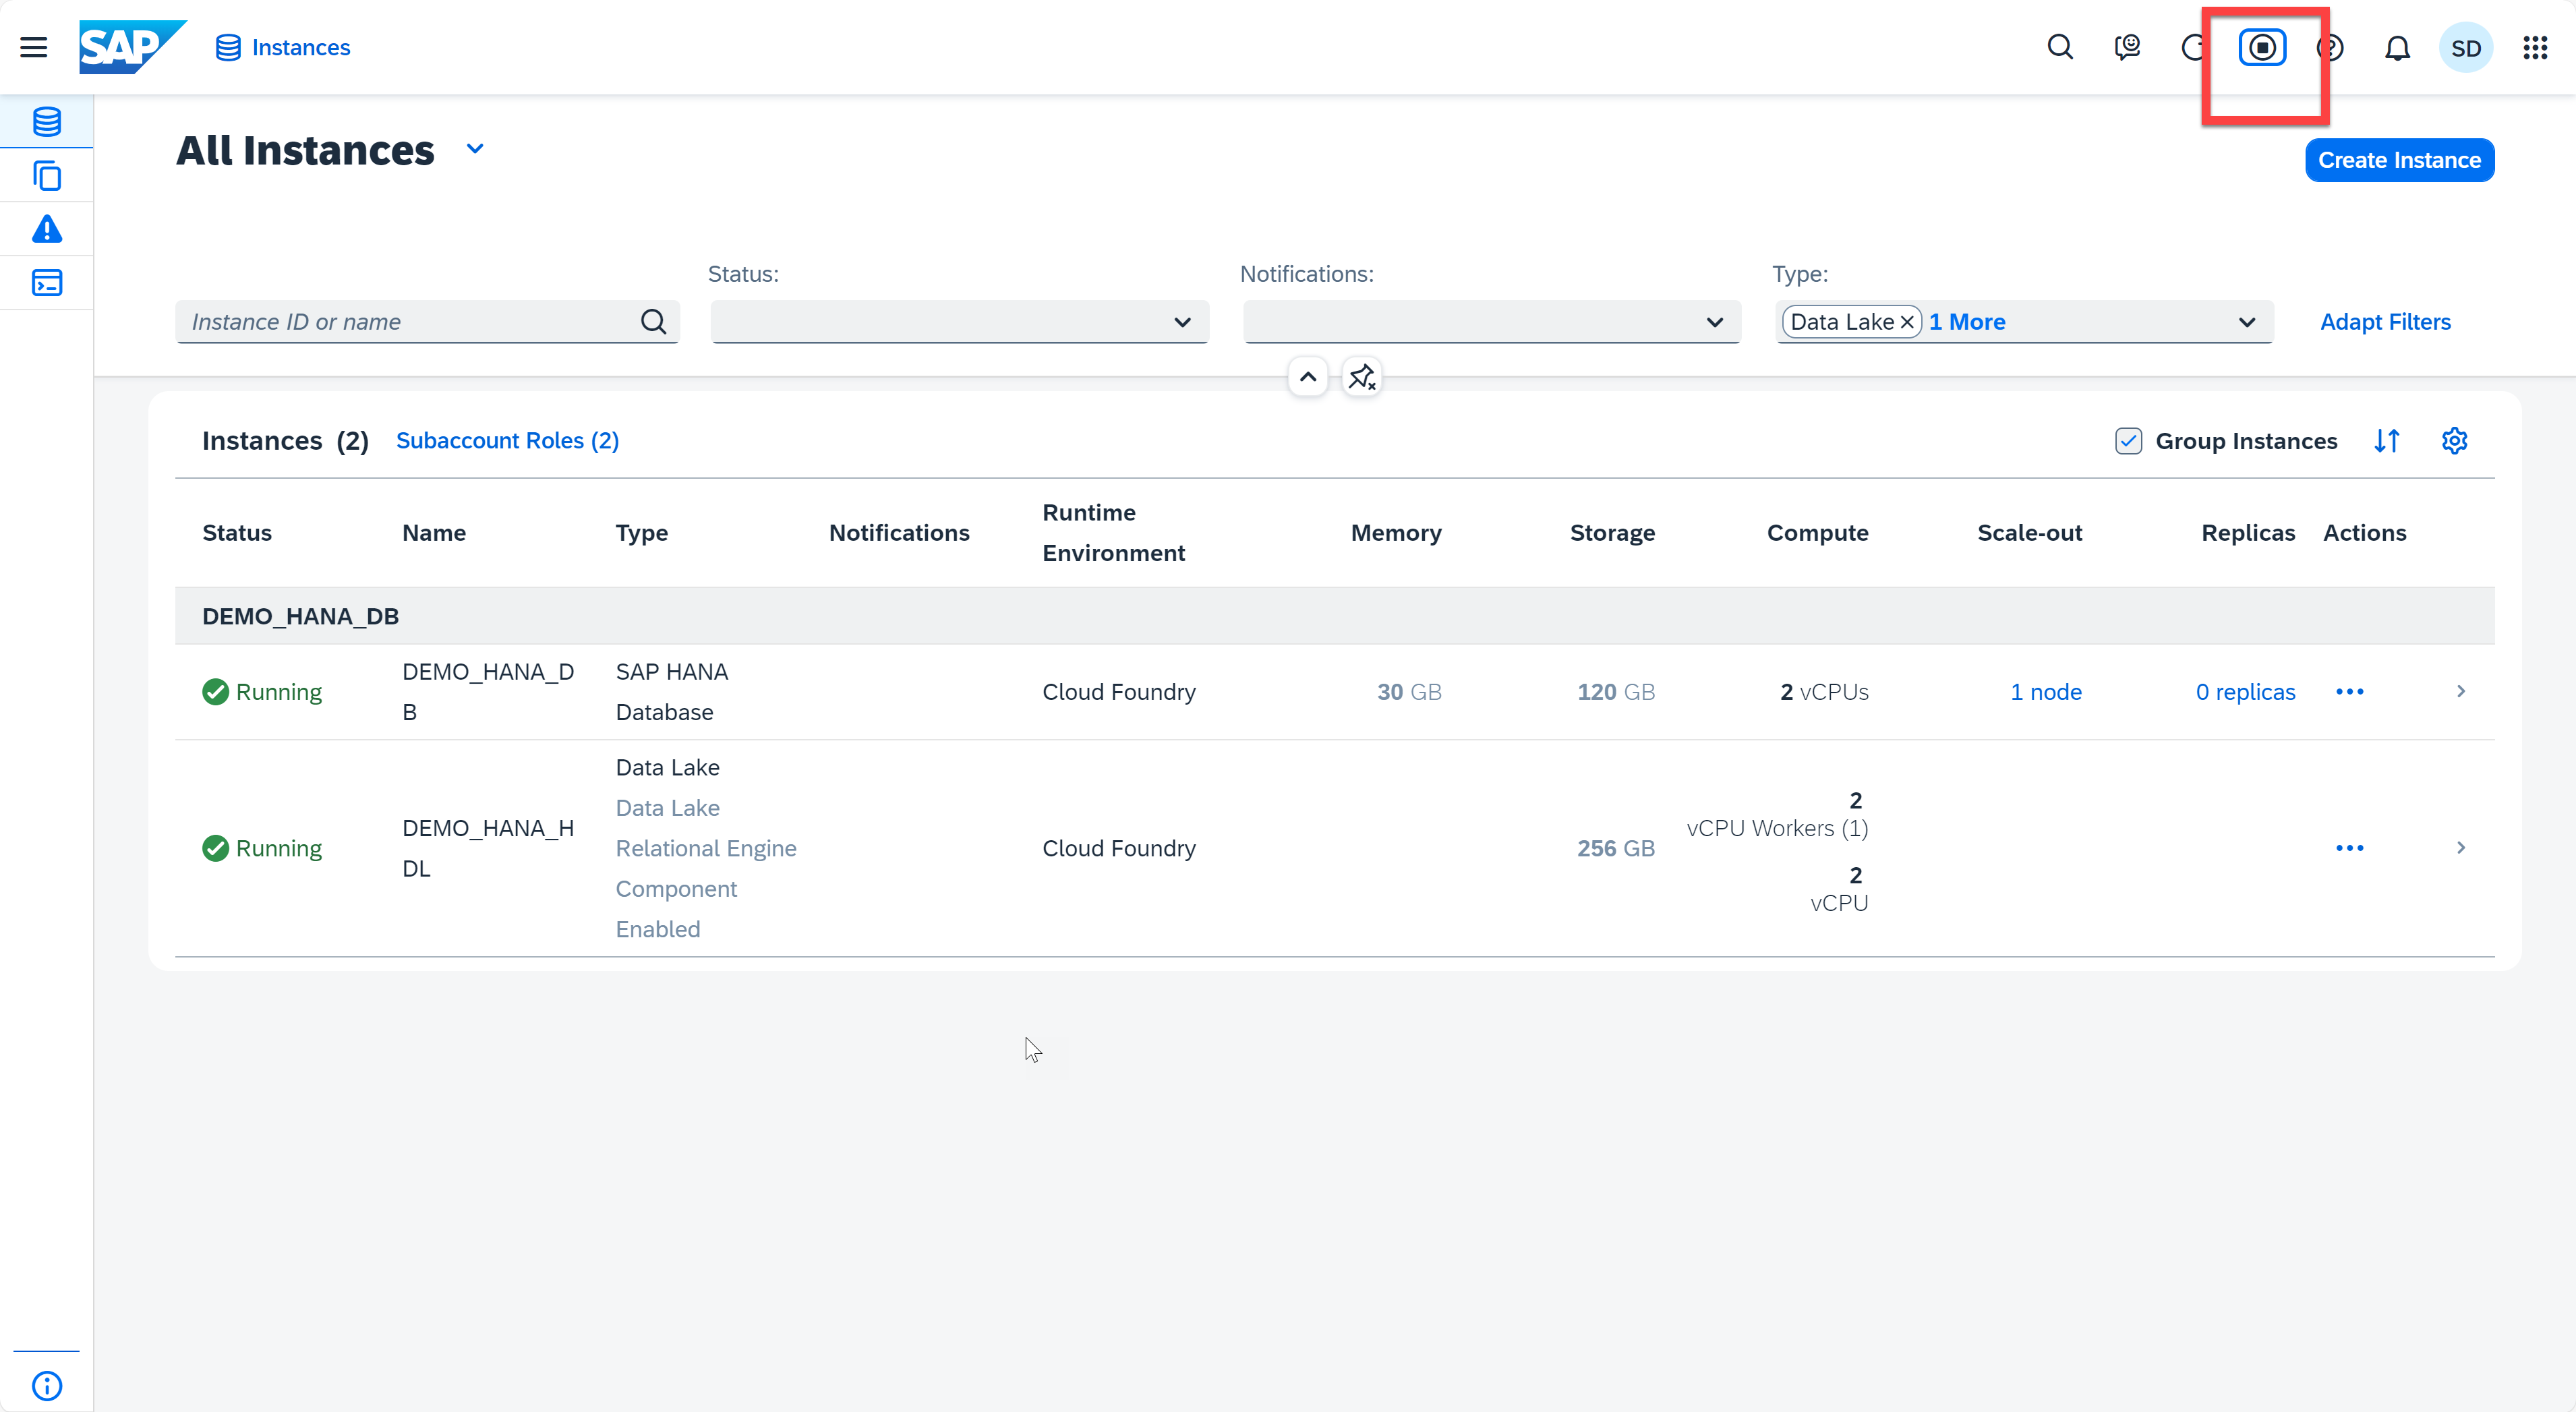 SAP Instances SD
All Instances
Create Instance
Status: Notifications: Type:
Instance ID or name Data Lake 1 More Adapt Filters
Instances (2) Subaccount Roles (2) Group Instances
Status Name Type Notifications Runtime Environment Memory Storage Compute Scale-out Replicas Actions
DEMO_HANA_DB
Running DEMO_HANA_D
B SAP HANA
Database Cloud Foundry 30 GB 120 GB 2 vCPUs 1 node 0 replicas
Running DEMO_HANA_H
DL Data Lake
Data Lake
Relational Engine
Component
Enabled Cloud Foundry 256 GB 2
vCPU Workers (1)
2
vCPU